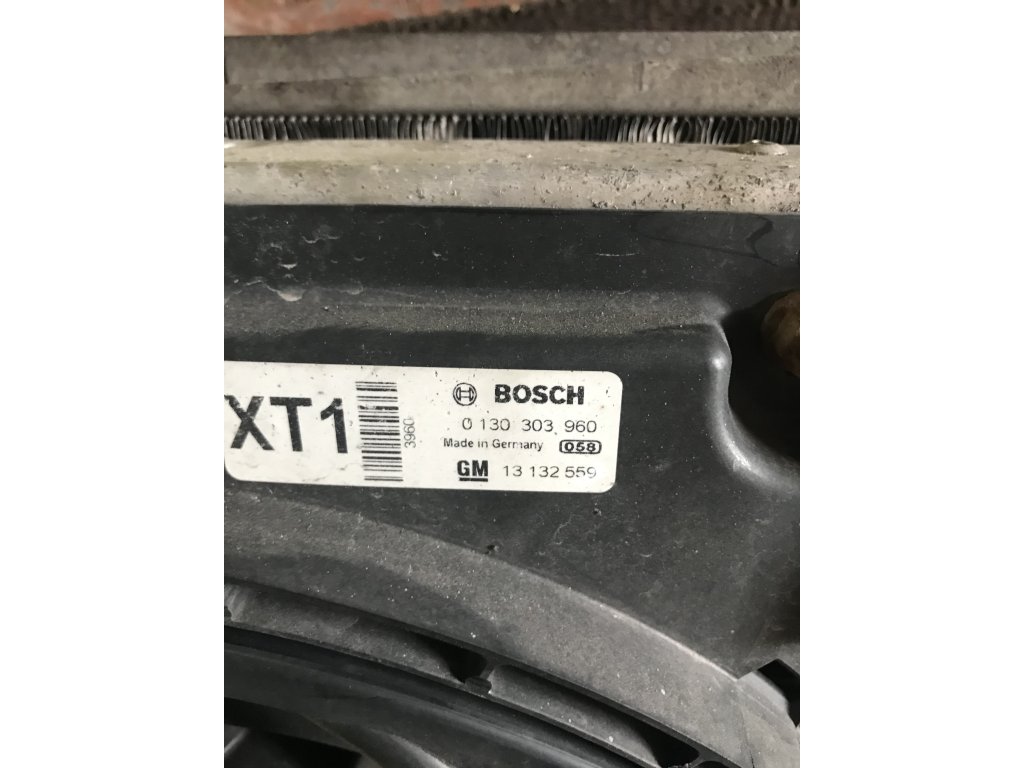 XT1
3960
BOSCH
0 130 303 960
Made in Germany 058
GM 13 132 559